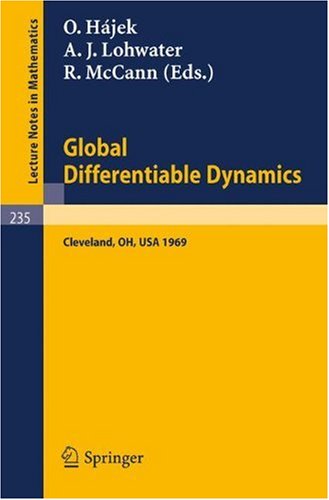 O. Hájek
A. J. Lohwater
R. McCann (Eds.)
Lecture Notes in Mathematics
Global
Differentiable Dynamics
235
Cleveland, OH, USA 1969
Springer